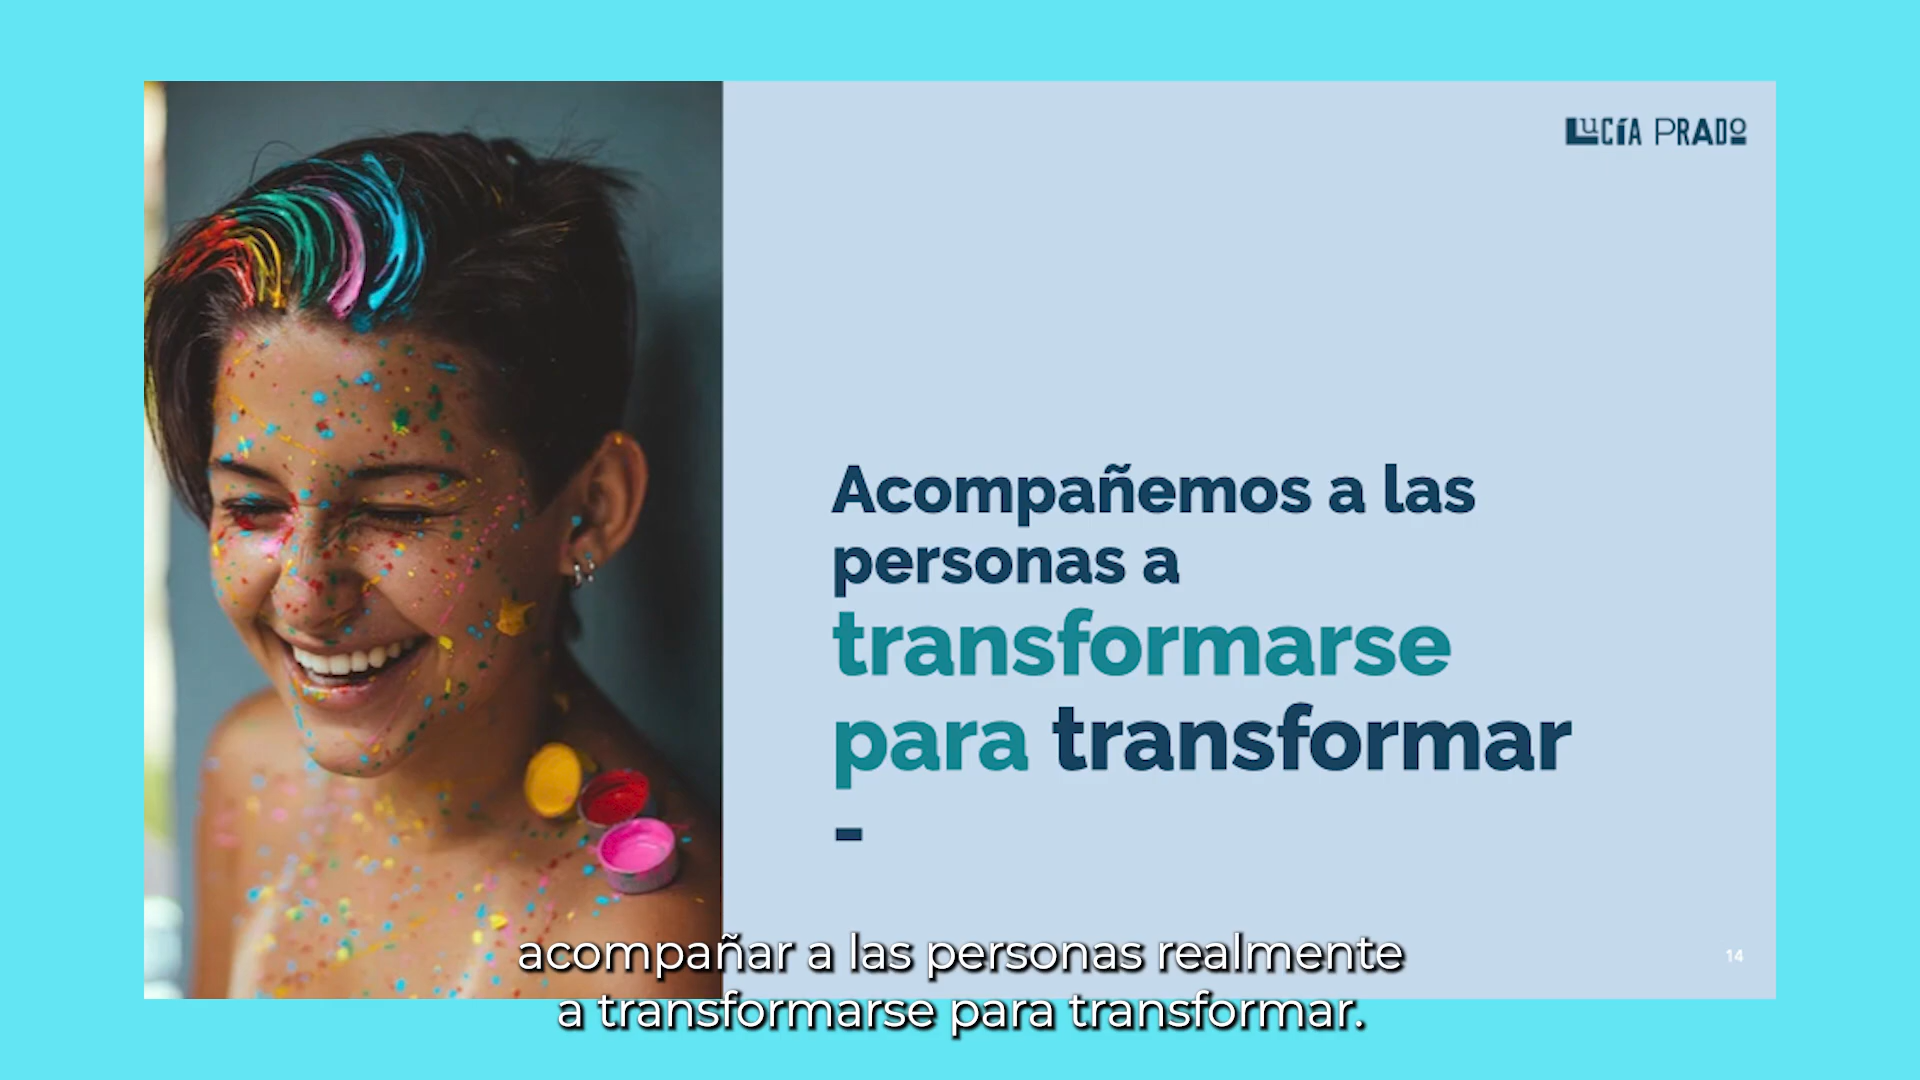 LUCÍA PRADO
Acompañemos a las
personas a
transformarse
para transformar
-
14
acompañar a las personas realmente
a transformarse para transformar.